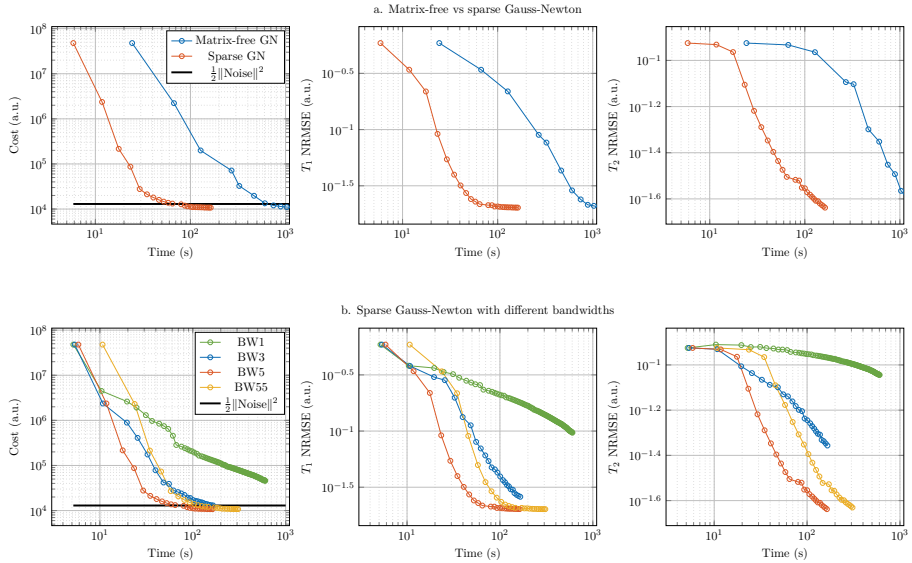 a. Matrix-free vs sparse Gauss-Newton
Cost (a.u.)
10^8
10^7
10^6
10^5
10^4
Matrix-free GN
Sparse GN
½‖Noise‖²
10^1
10^2
10^3
Time (s)
T₁ NRMSE (a.u.)
10^−0.5
10^−1
10^−1.5
10^1
10^2
10^3
Time (s)
T₂ NRMSE (a.u.)
10^−1
10^−1.2
10^−1.4
10^−1.6
10^1
10^2
10^3
Time (s)
b. Sparse Gauss-Newton with different bandwidths
Cost (a.u.)
10^8
10^7
10^6
10^5
10^4
BW1
BW3
BW5
BW55
½‖Noise‖²
10^1
10^2
10^3
Time (s)
T₁ NRMSE (a.u.)
10^−0.5
10^−1
10^−1.5
10^1
10^2
10^3
Time (s)
T₂ NRMSE (a.u.)
10^−1
10^−1.2
10^−1.4
10^−1.6
10^1
10^2
10^3
Time (s)